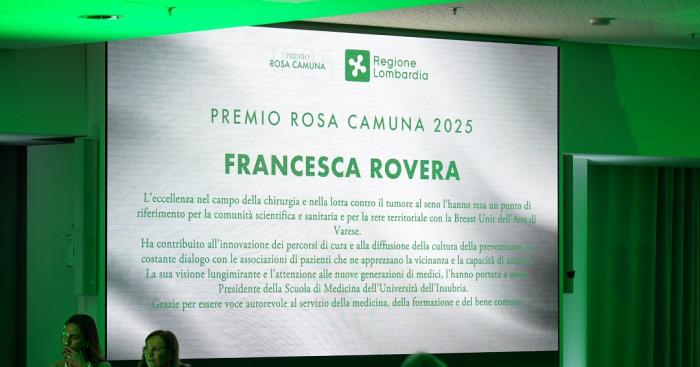 PREMIO
ROSA CAMUNA
Regione
Lombardia
PREMIO ROSA CAMUNA 2025
FRANCESCA ROVERA
L'eccellenza nel campo della chirurgia e nella lotta contro il tumore al seno l'hanno resa un punto di
riferimento per la comunità scientifica e sanitaria e per la rete territoriale con la Breast Unit dell'Asst di
Varese.
Ha contribuito all'innovazione dei percorsi di cura e alla diffusione della cultura della prevenzione,
costante dialogo con le associazioni di pazienti che ne apprezzano la vicinanza e la capacità di
La sua visione lungimirante e l'attenzione alle nuove generazioni di medici, l'hanno portata a
Presidente della Scuola di Medicina dell'Università dell'Insubria.
Grazie per essere voce autorevole al servizio della medicina, della formazione e del bene comune